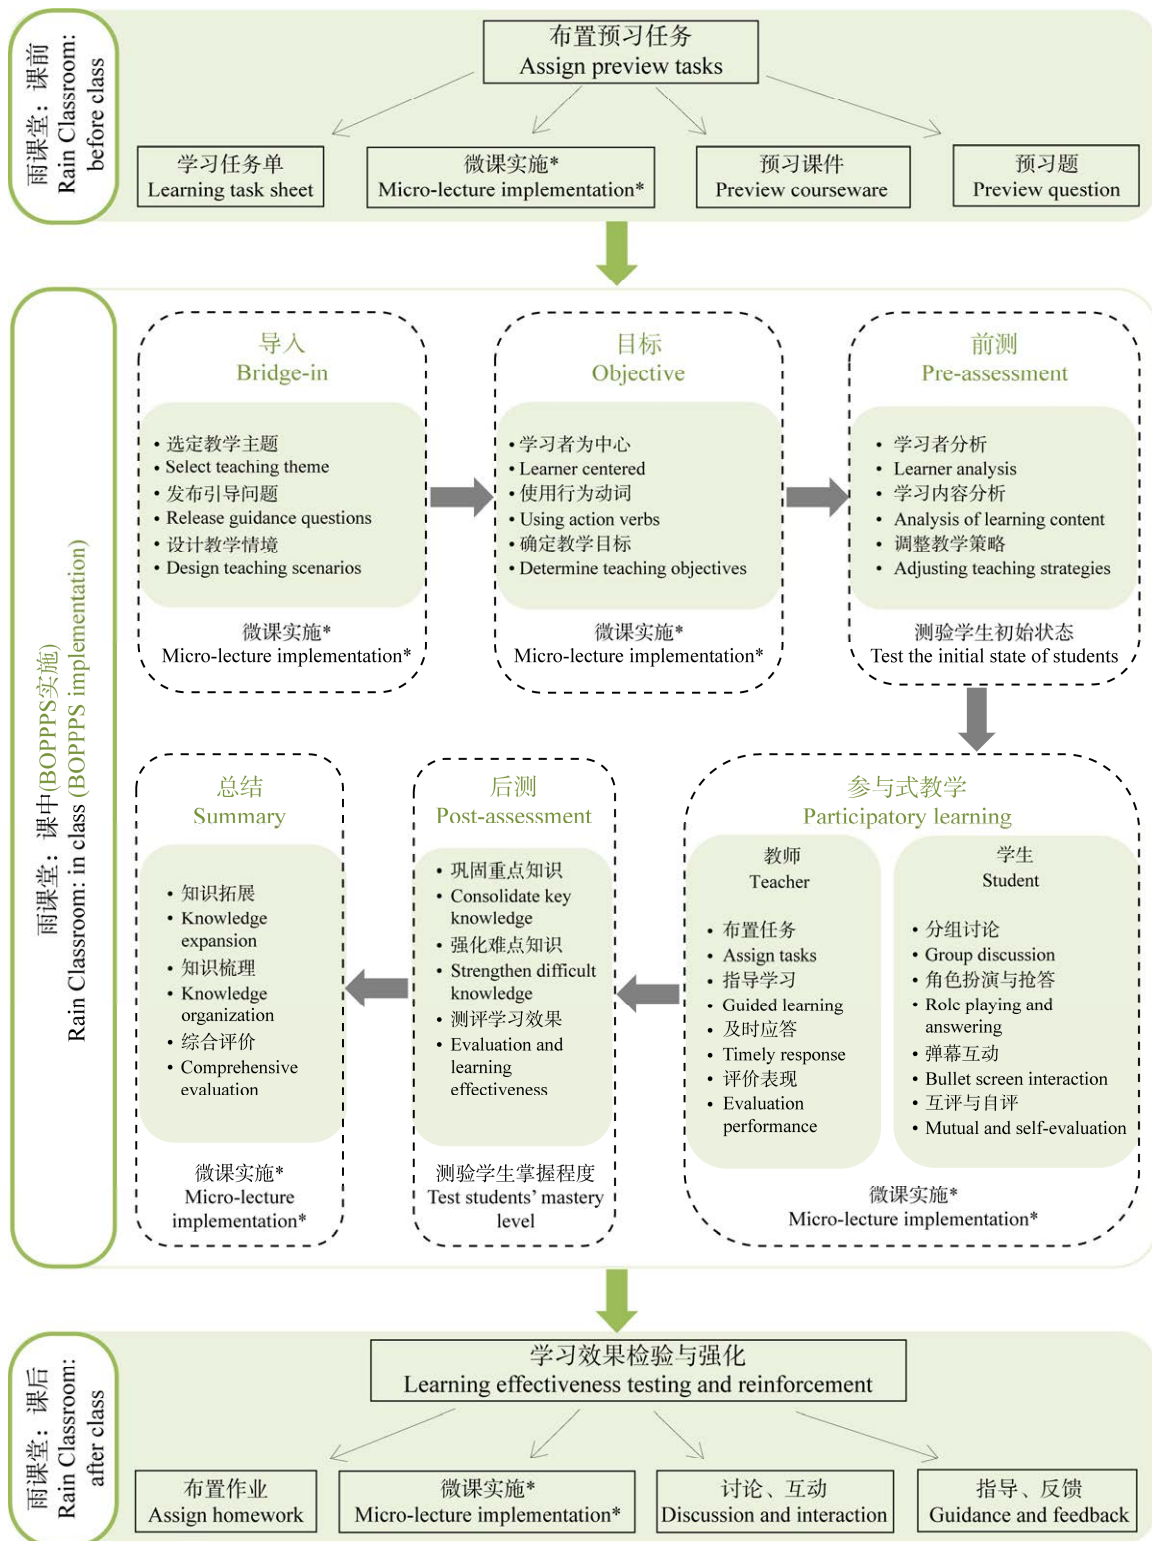 雨课堂：课前
Rain Classroom:
before class
布置预习任务
Assign preview tasks
学习任务单
Learning task sheet
微课实施*
Micro-lecture implementation*
预习课件
Preview courseware
预习题
Preview question
雨课堂：课中(BOPPPS实施)
Rain Classroom: in class (BOPPPS implementation)
导入
Bridge-in
• 选定教学主题
• Select teaching theme
• 发布引导问题
• Release guidance questions
• 设计教学情境
• Design teaching scenarios
微课实施*
Micro-lecture implementation*
目标
Objective
• 学习者为中心
• Learner centered
• 使用行为动词
• Using action verbs
• 确定教学目标
• Determine teaching objectives
微课实施*
Micro-lecture implementation*
前测
Pre-assessment
• 学习者分析
• Learner analysis
• 学习内容分析
• Analysis of learning content
• 调整教学策略
• Adjusting teaching strategies
测验学生初始状态
Test the initial state of students
参与式教学
Participatory learning
教师
Teacher
• 布置任务
• Assign tasks
• 指导学习
• Guided learning
• 及时应答
• Timely response
• 评价表现
• Evaluation
performance
学生
Student
• 分组讨论
• Group discussion
• 角色扮演与抢答
• Rolc playing and
answering
• 弹幕互动
• Bullet screen interaction
• 互评与自评
• Mutual and self-evaluation
微课实施*
Micro-lecture implementation*
后测
Post-assessment
• 巩固重点知识
• Consolidate key
knowledge
• 强化难点知识
• Strengthen difficult
knowledge
• 测评学习效果
• Evaluation and
learning
effectiveness
测验学生掌握程度
Test students’ mastery
level
总结
Summary
• 知识拓展
• Knowledge
expansion
• 知识梳理
• Knowledge
organization
• 综合评价
• Comprehensive
evaluation
微课实施*
Micro-lecture
implementation*
雨课堂：课后
Rain Classroom:
after class
学习效果检验与强化
Learning effectiveness testing and reinforcement
布置作业
Assign homework
微课实施*
Micro-lecture implementation*
讨论、互动
Discussion and interaction
指导、反馈
Guidance and feedback